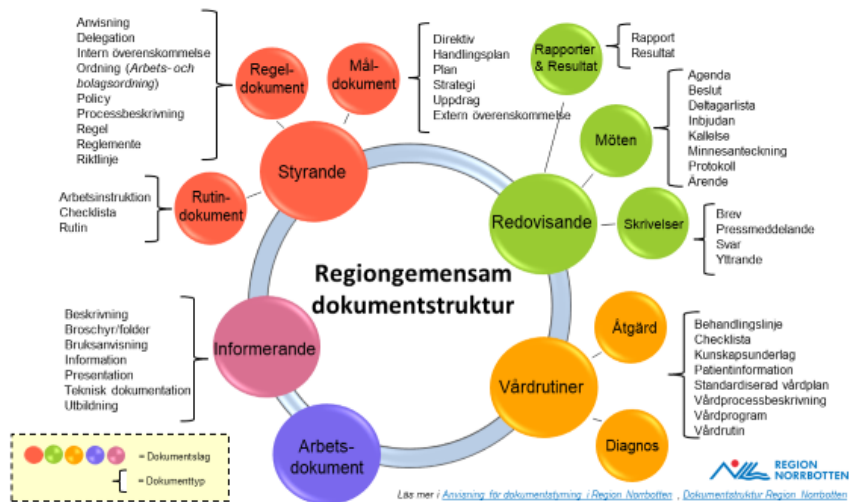 Anvisning
Delegation
Intern överenskommelse
Ordning (Arbets- och
bolagsordning)
Policy
Processbeskrivning
Regel
Reglemente
Riktlinje
Regel-
dokument
Mål-
dokument
Direktiv
Handlingsplan
Plan
Strategi
Uppdrag
Extern överenskommelse
Styrande
Arbetsinstruktion
Checklista
Rutin
Rutin-
dokument
Rapporter
& Resultat
Rapport
Resultat
Möten
Agenda
Beslut
Deltagarlista
Inbjudan
Kallelse
Minnesanteckning
Protokoll
Ärende
Redovisande
Skrivelser
Brev
Pressmeddelande
Svar
Yttrande
Regiongemensam
dokumentstruktur
Beskrivning
Broschyr/folder
Bruksanvisning
Information
Presentation
Teknisk dokumentation
Utbildning
Informerande
Arbets-
dokument
Vårdrutiner
Åtgärd
Diagnos
Behandlingslinje
Checklista
Kunskapsunderlag
Patientinformation
Standardiserad vårdplan
Vårdprocessbeskrivning
Vårdprogram
Vårdrutin
= Dokumentslag
= Dokumenttyp
REGION
NORRBOTTEN
Läs mer i Anvisning för dokumentstyrning i Region Norrbotten , Dokumentstruktur Region Norrbotten